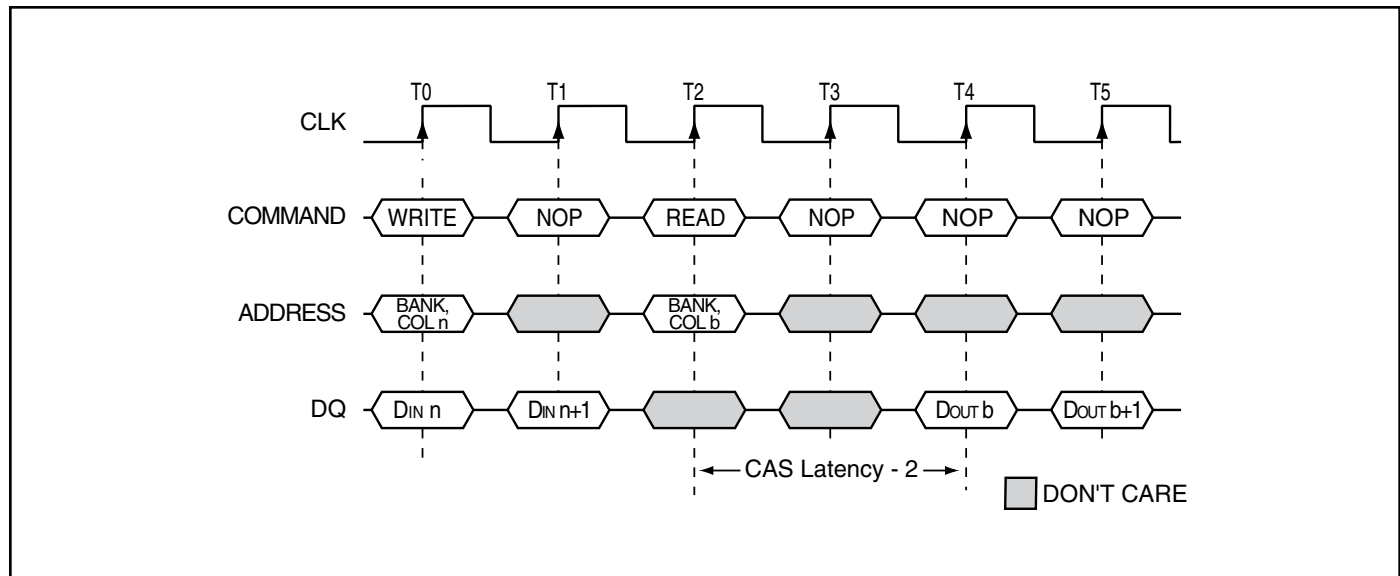 T0 T1 T2 T3 T4 T5
CLK
COMMAND WRITE NOP READ NOP NOP NOP
ADDRESS BANK, COL n BANK, COL b
DQ DIN n DIN n+1 DOUT b DOUT b+1
CAS Latency - 2
DON'T CARE